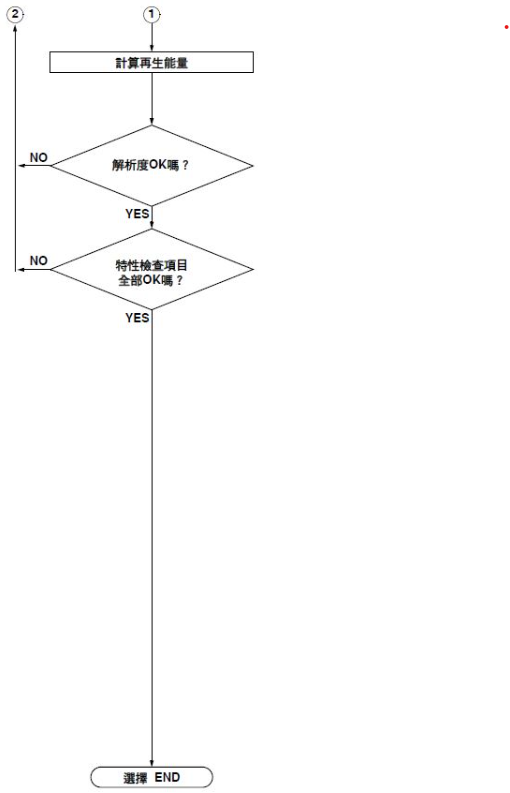 2
1
計算再生能量
解析度OK嗎？
NO
YES
特性檢查項目
全部OK嗎？
NO
YES
選擇 END